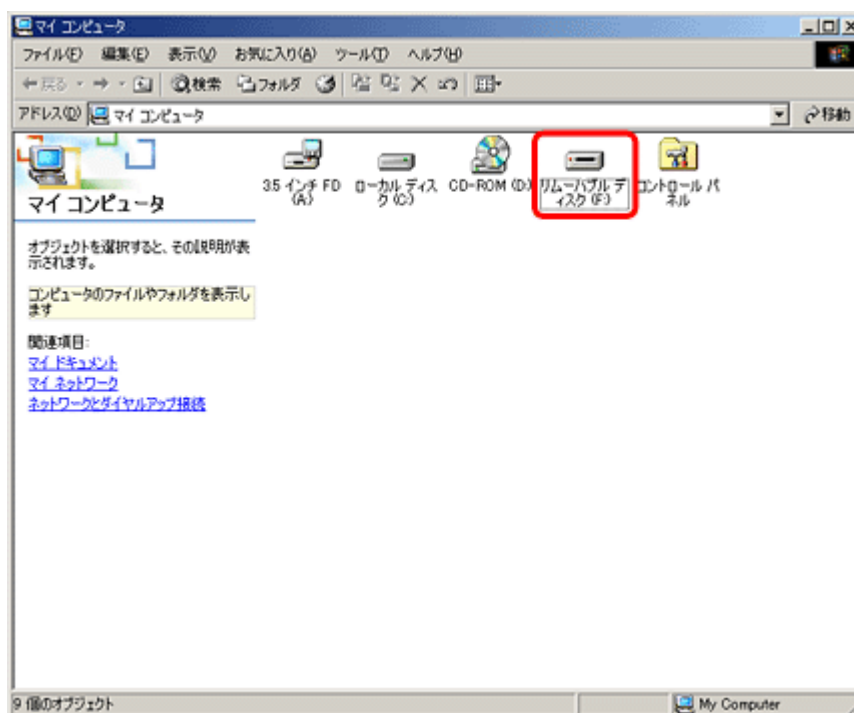 マイ コンピュータ
ファイル(F) 編集(E) 表示(V) お気に入り(A) ツール(T) ヘルプ(H)
戻る 検索 フォルダ
アドレス(D) マイ コンピュータ 移動
3.5 インチ FD
(A:)
ローカル ディス
ク (C:)
CD-ROM (D:)
リムーバブル デ
ィスク (F:)
コントロール パ
ネル
マイ コンピュータ
オブジェクトを選択すると、その説明が表
示されます。
コンピュータのファイルやフォルダを表示し
ます
関連項目:
マイ ドキュメント
マイ ネットワーク
ネットワークとダイヤルアップ接続
9 個のオブジェクト
My Computer